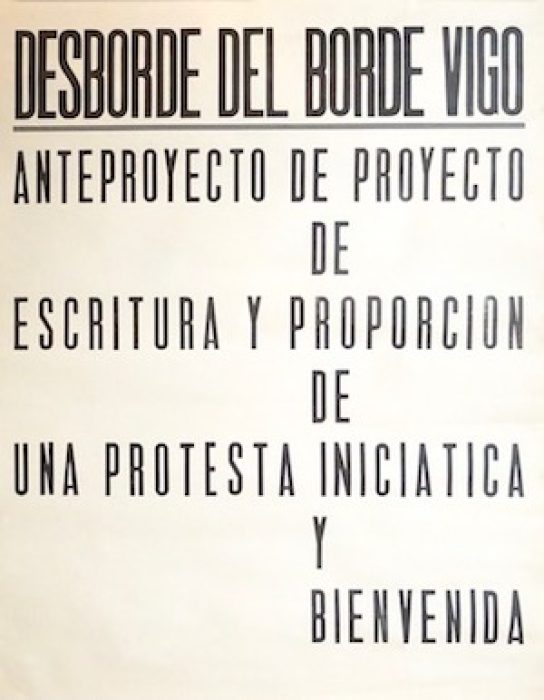 DESBORDE DEL BORDE VIGO
ANTEPROYECTO DE PROYECTO
DE
ESCRITURA Y PROPORCION
DE
UNA PROTESTA INICIATICA
Y
BIENVENIDA